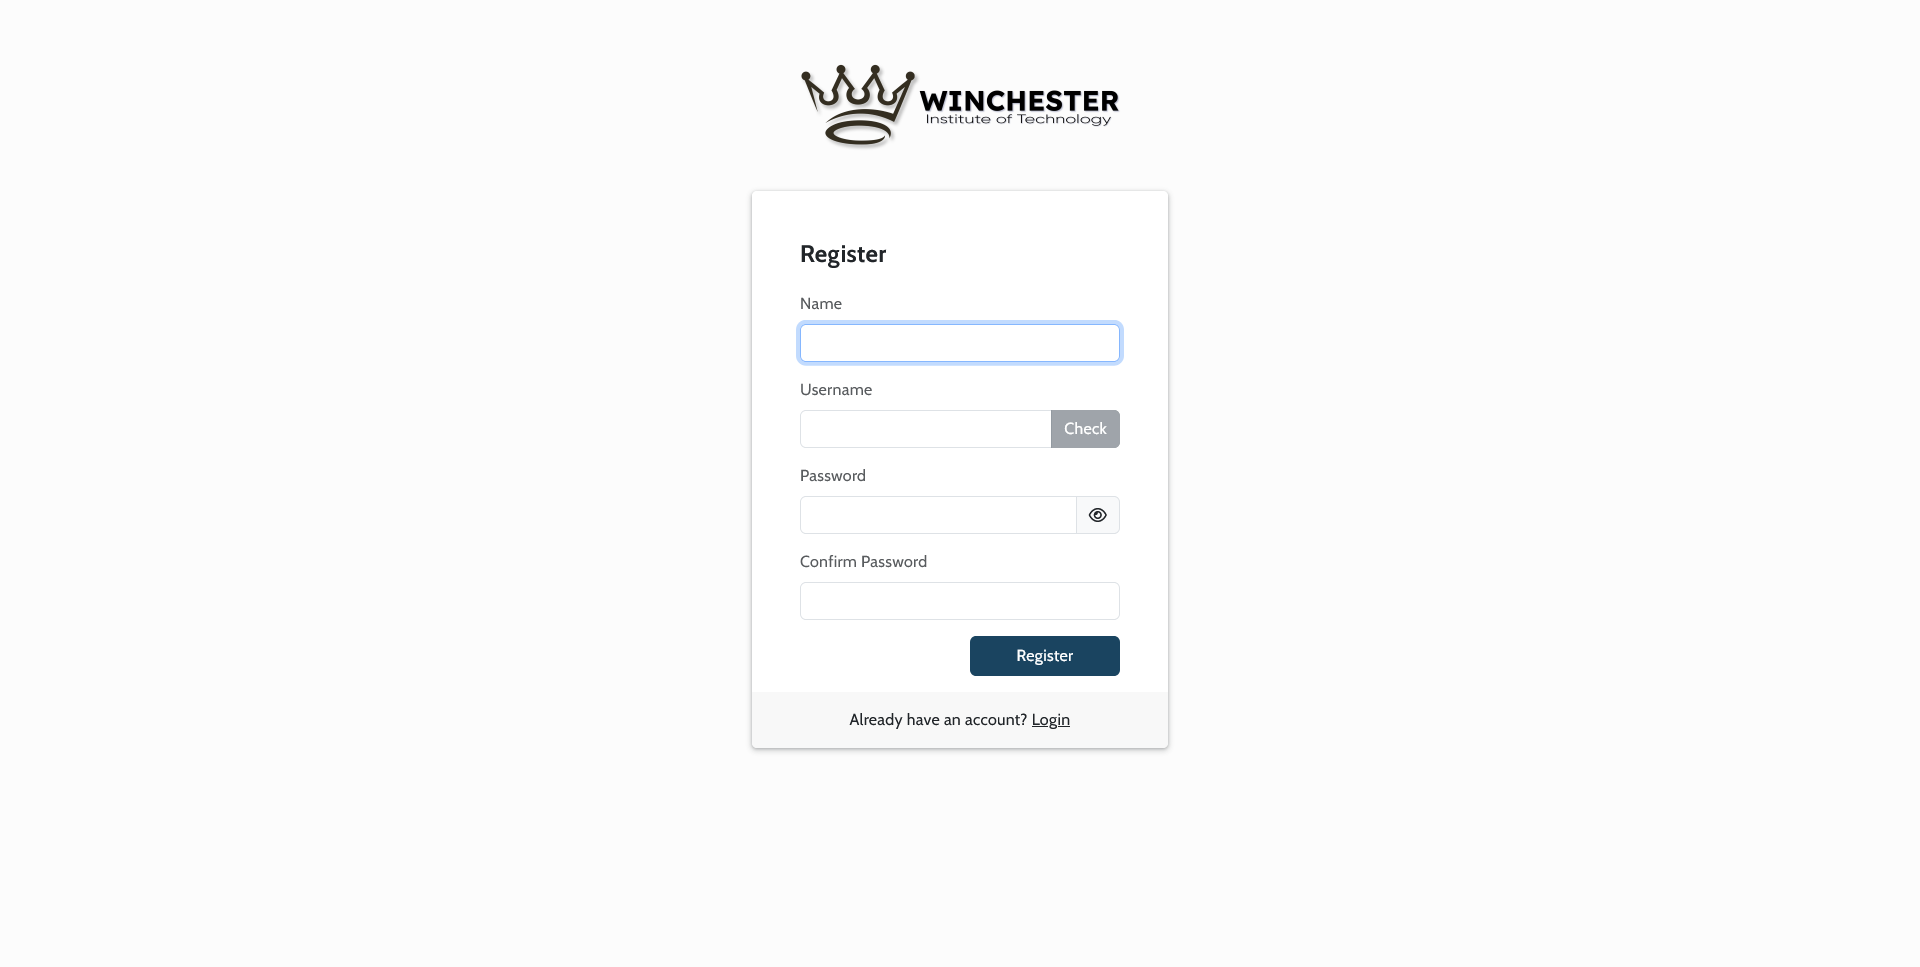 WINCHESTER
Institute of Technology
Register
Name
Username
Check
Password
Confirm Password
Register
Already have an account? Login